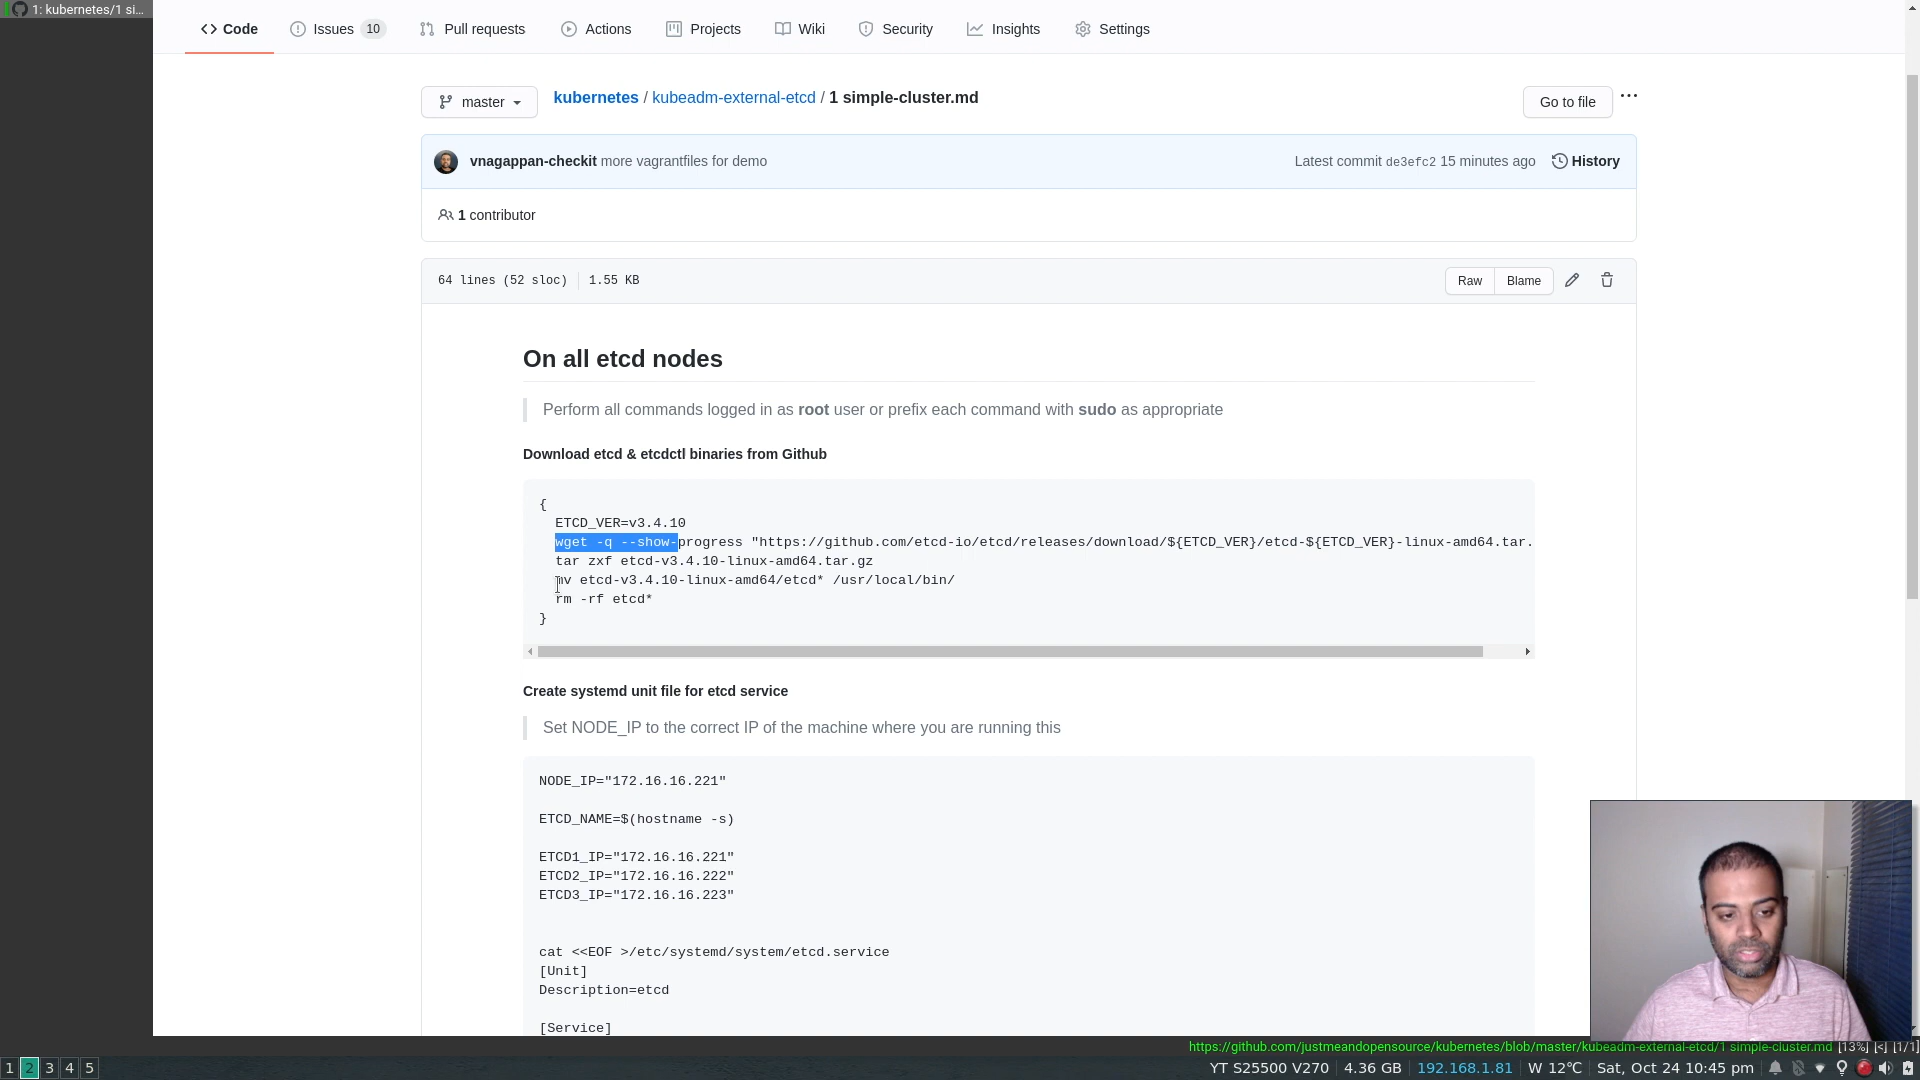 1: kubernetes/1 si...
Code
Issues 10
Pull requests
Actions
Projects
Wiki
Security
Insights
Settings
master
kubernetes / kubeadm-external-etcd / 1 simple-cluster.md
Go to file
vnagappan-checkit more vagrantfiles for demo
Latest commit de3efc2 15 minutes ago
History
1 contributor
64 lines (52 sloc)
1.55 KB
Raw
Blame
On all etcd nodes
Perform all commands logged in as root user or prefix each command with sudo as appropriate
Download etcd & etcdctl binaries from Github
{
ETCD_VER=v3.4.10
wget -q --show-progress "https://github.com/etcd-io/etcd/releases/download/${ETCD_VER}/etcd-${ETCD_VER}-linux-amd64.tar.
tar zxf etcd-v3.4.10-linux-amd64.tar.gz
mv etcd-v3.4.10-linux-amd64/etcd* /usr/local/bin/
rm -rf etcd*
}
Create systemd unit file for etcd service
Set NODE_IP to the correct IP of the machine where you are running this
NODE_IP="172.16.16.221"
ETCD_NAME=$(hostname -s)
ETCD1_IP="172.16.16.221"
ETCD2_IP="172.16.16.222"
ETCD3_IP="172.16.16.223"
cat <<EOF >/etc/systemd/system/etcd.service
[Unit]
Description=etcd
[Service]
https://github.com/justmeandopensource/kubernetes/blob/master/kubeadm-external-etcd/1 simple-cluster.md [13%] [<] [1/1]
1 2 3 4 5
YT S25500 V270
4.36 GB
192.168.1.81
W 12°C
Sat, Oct 24 10:45 pm